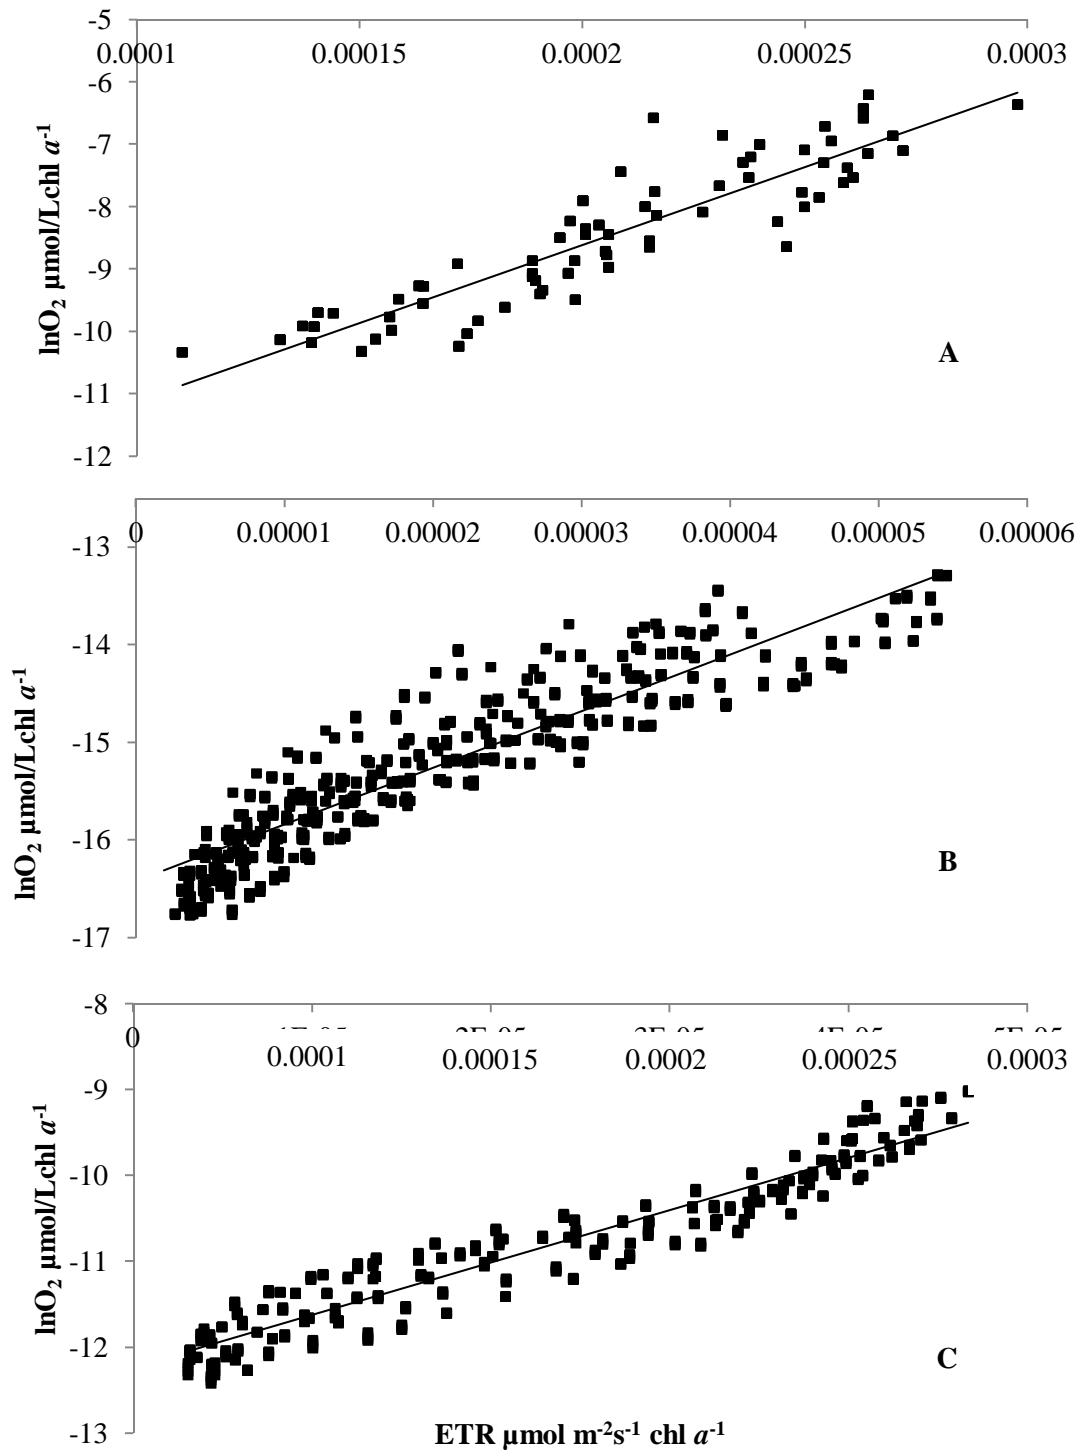 -5
0.0001 0.00015 0.0002 0.00025 0.0003
-6
-7
-8
-9
-10
-11
-12
lnO₂ µmol/Lchl a⁻¹
A
0 0.00001 0.00002 0.00003 0.00004 0.00005 0.00006
-13
-14
-15
-16
-17
lnO₂ µmol/Lchl a⁻¹
B
-8
0 0.0001 0.00015 0.0002 0.00025 0.0003
-9
-10
-11
-12
-13
lnO₂ µmol/Lchl a⁻¹
C
ETR µmol m⁻²s⁻¹ chl a⁻¹